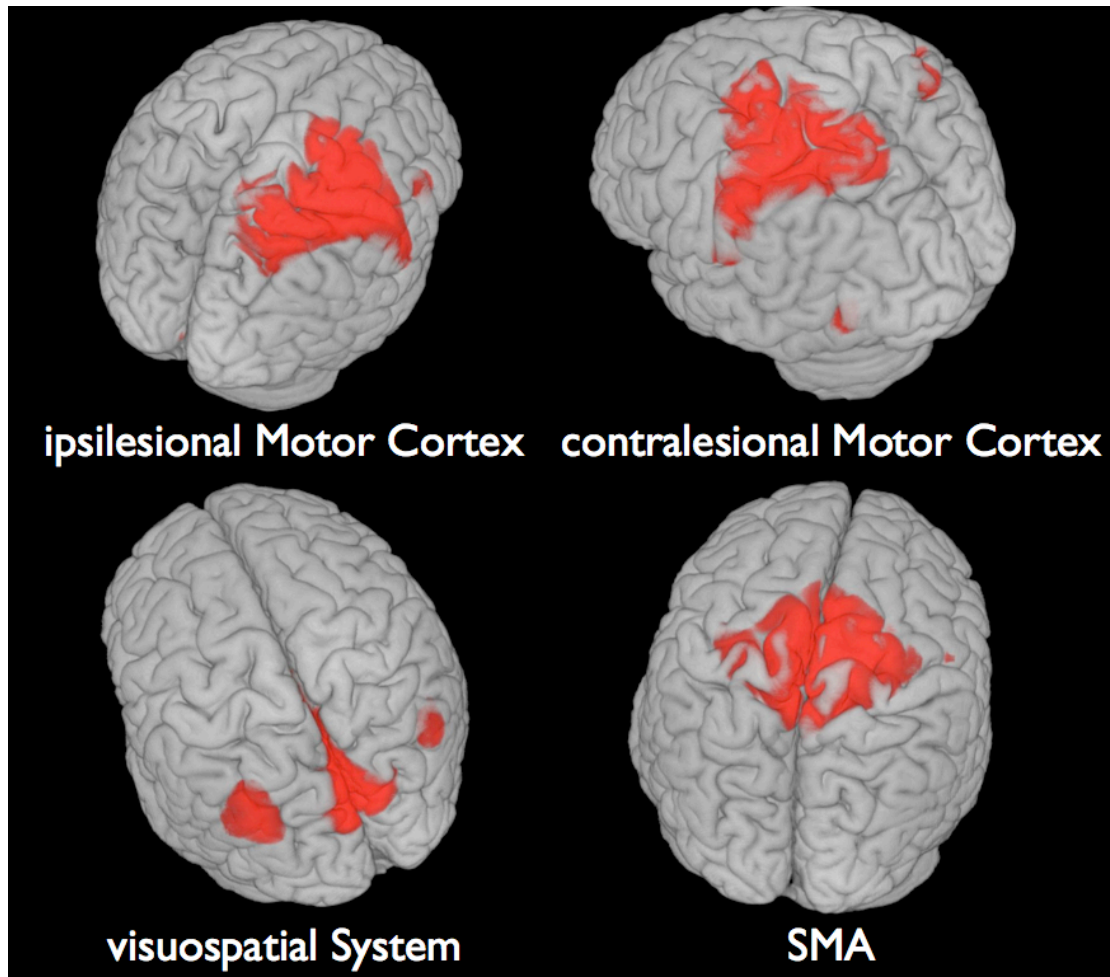 ipsilesional Motor Cortex
contralesional Motor Cortex
visuospatial System
SMA